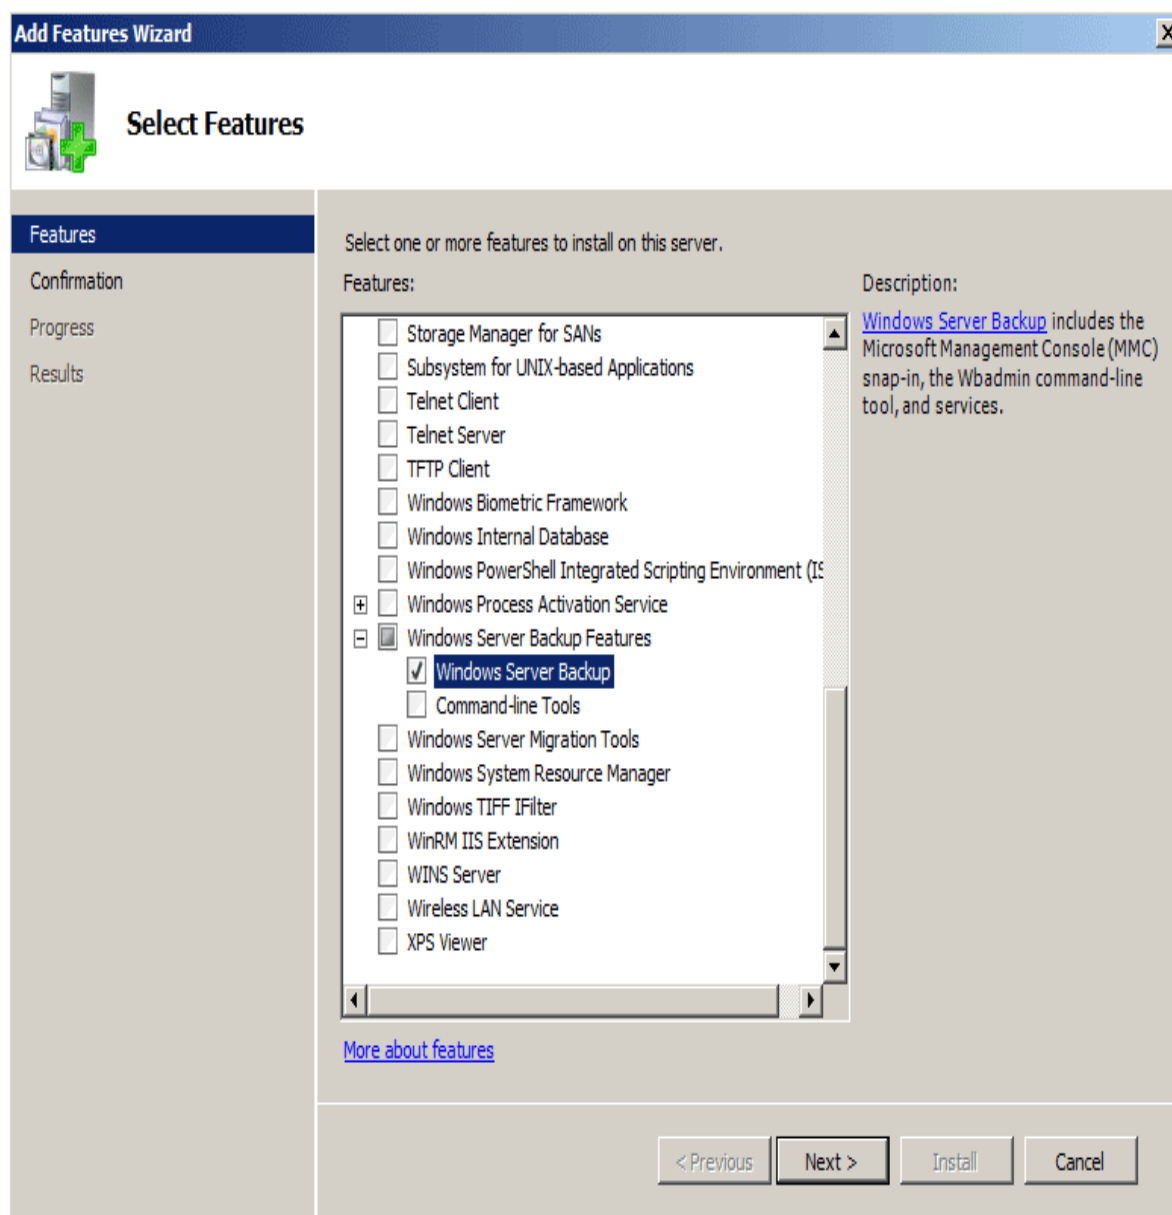 Add Features Wizard
X
Select Features
Features
Confirmation
Progress
Results
Select one or more features to install on this server.
Features:
Storage Manager for SANs
Subsystem for UNIX-based Applications
Telnet Client
Telnet Server
TFTP Client
Windows Biometric Framework
Windows Internal Database
Windows PowerShell Integrated Scripting Environment (IS
Windows Process Activation Service
Windows Server Backup Features
Windows Server Backup
Command-line Tools
Windows Server Migration Tools
Windows System Resource Manager
Windows TIFF IFilter
WinRM IIS Extension
WINS Server
Wireless LAN Service
XPS Viewer
More about features
Description:
Windows Server Backup includes the
Microsoft Management Console (MMC)
snap-in, the Wbadmin command-line
tool, and services.
< Previous
Next >
Install
Cancel